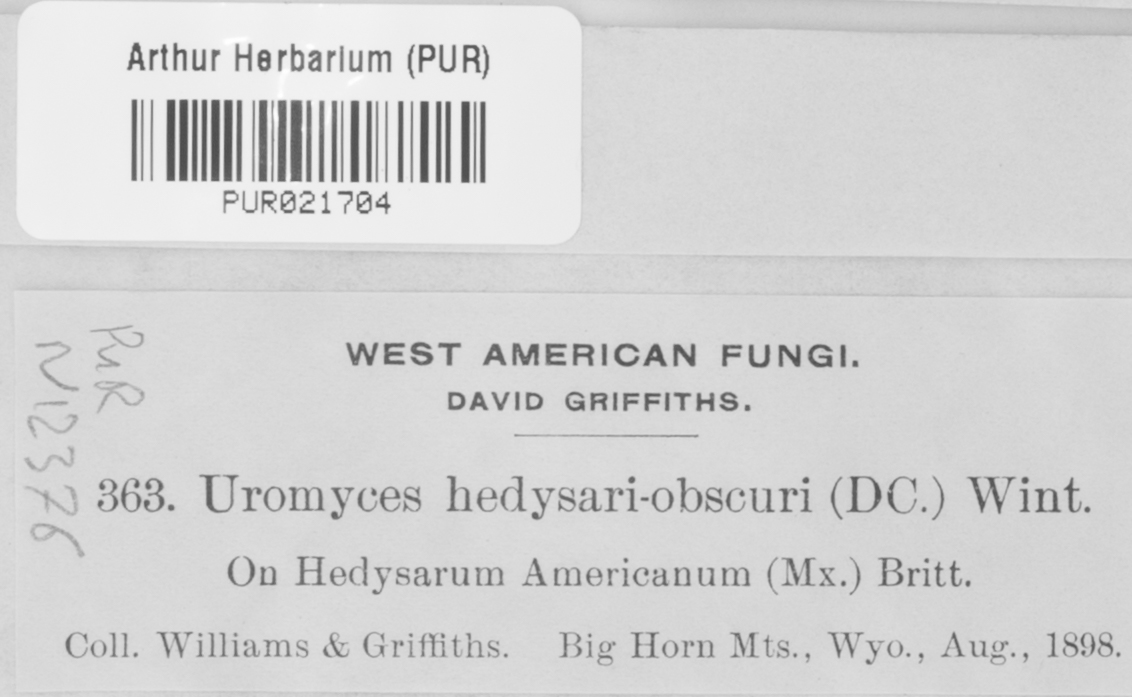 Arthur Herbarium (PUR)
PUR021704
PUR
N12376
WEST AMERICAN FUNGI.
DAVID GRIFFITHS.
363. Uromyces hedysari-obscuri (DC.) Wint.
On Hedysarum Americanum (Mx.) Britt.
Coll. Williams & Griffiths. Big Horn Mts., Wyo., Aug., 1898.